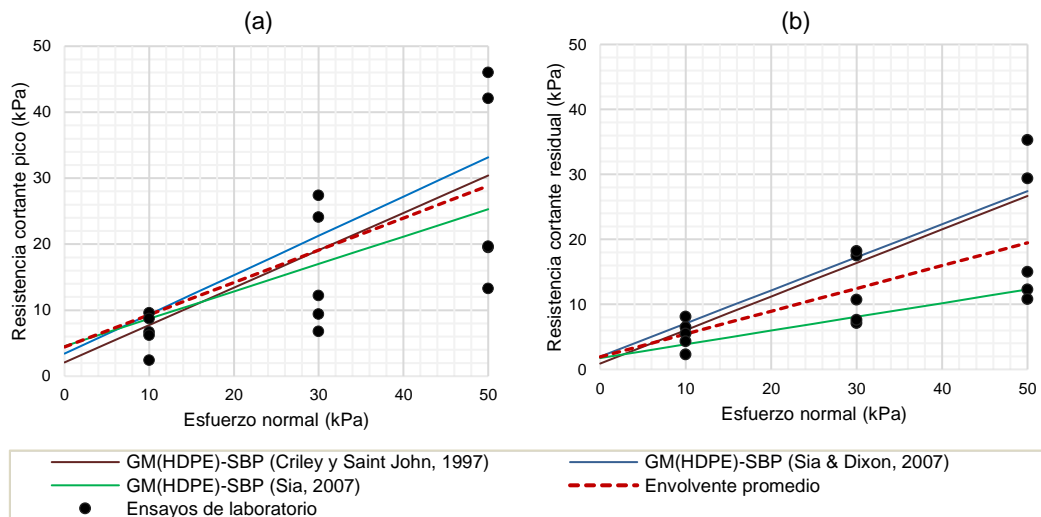 (a)
(b)
Resistencia cortante pico (kPa)
50
40
30
20
10
0
0 10 20 30 40 50
Esfuerzo normal (kPa)
Resistencia cortante residual (kPa)
50
40
30
20
10
0
0 10 20 30 40 50
Esfuerzo normal (kPa)
GM(HDPE)-SBP (Criley y Saint John, 1997)
GM(HDPE)-SBP (Sia & Dixon, 2007)
GM(HDPE)-SBP (Sia, 2007)
Envolvente promedio
Ensayos de laboratorio